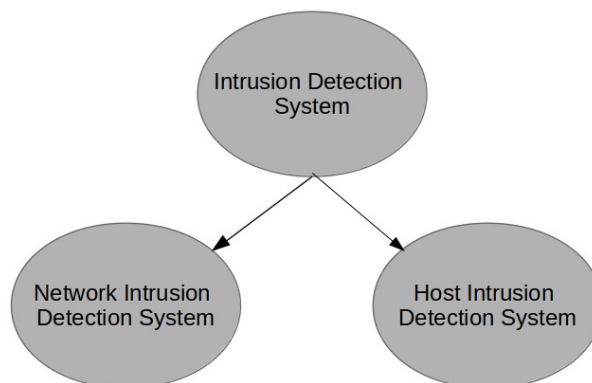 Intrusion Detection
System
Network Intrusion
Detection System
Host Intrusion
Detection System